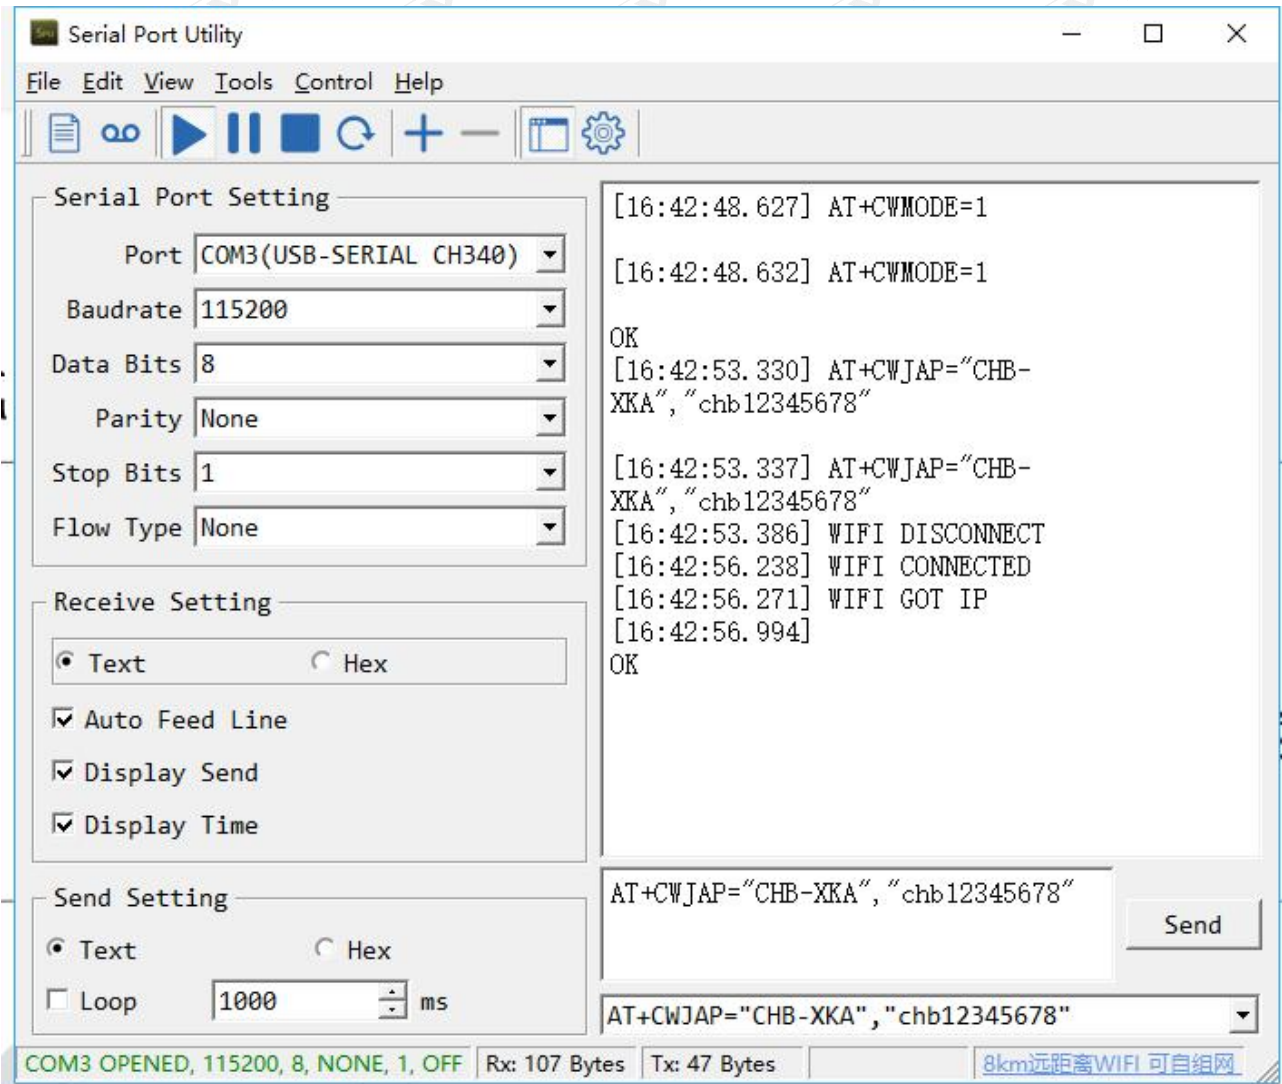 Serial Port Utility
File Edit View Tools Control Help
Serial Port Setting
Port COM3(USB-SERIAL CH340)
Baudrate 115200
Data Bits 8
Parity None
Stop Bits 1
Flow Type None
Receive Setting
Text Hex
Auto Feed Line
Display Send
Display Time
Send Setting
Text Hex
Loop 1000 ms
[16:42:48.627] AT+CWMODE=1
[16:42:48.632] AT+CWMODE=1
OK
[16:42:53.330] AT+CWJAP="CHB-
XKA","chb12345678"
[16:42:53.337] AT+CWJAP="CHB-
XKA","chb12345678"
[16:42:53.386] WIFI DISCONNECT
[16:42:56.238] WIFI CONNECTED
[16:42:56.271] WIFI GOT IP
[16:42:56.994]
OK
AT+CWJAP="CHB-XKA","chb12345678"
Send
AT+CWJAP="CHB-XKA","chb12345678"
COM3 OPENED, 115200, 8, NONE, 1, OFF Rx: 107 Bytes Tx: 47 Bytes 8km远距离WIFI 可自组网